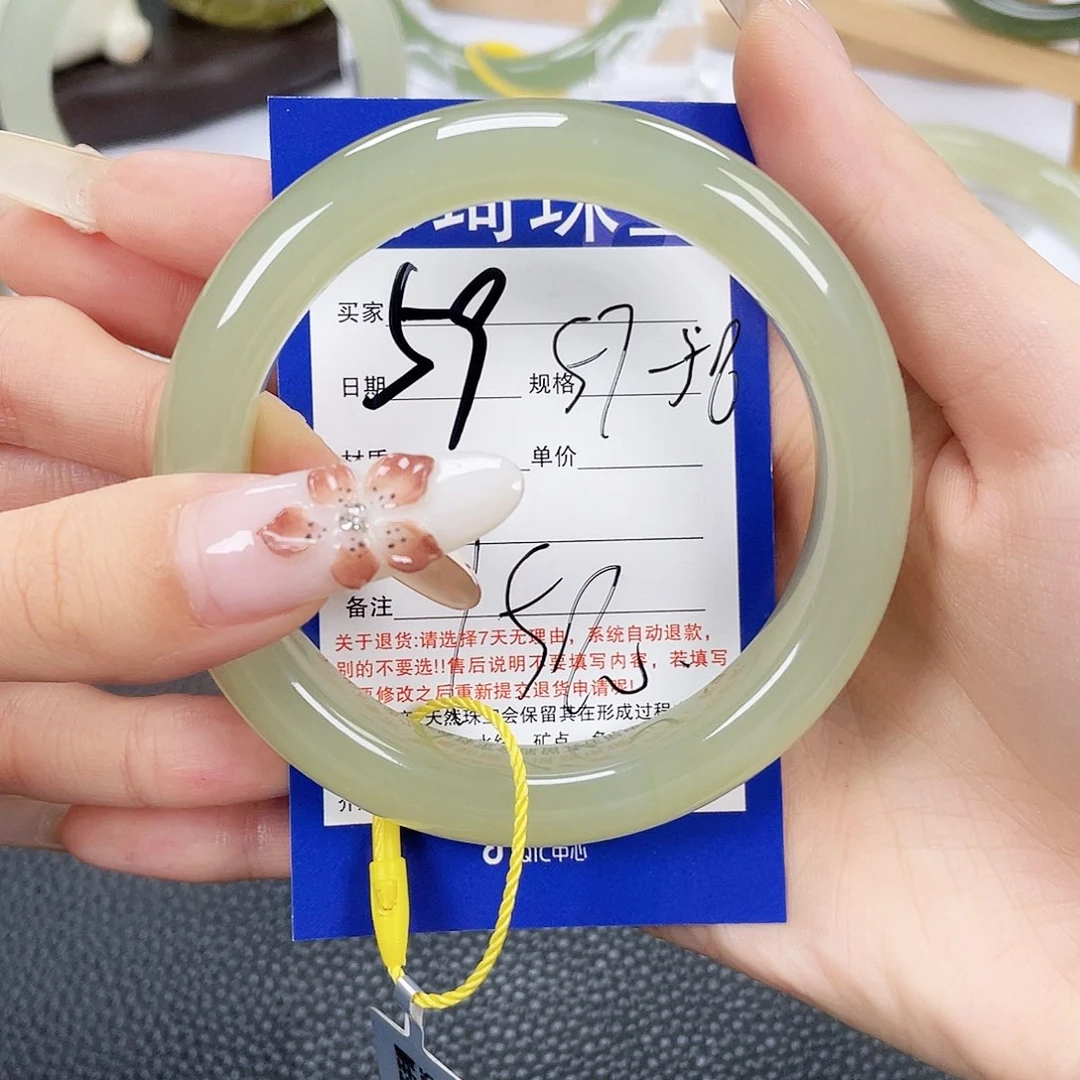 珠
买家 59
日期 规格 57
单价
备注
关于退货:请选择7天无理由，系统自动退款，
别的不要选!!售后说明不要填写内容，若填写
要修改之后重新提交退货申请呢!
天然珠宝会保留其在形成过程
矿点
QIC中心